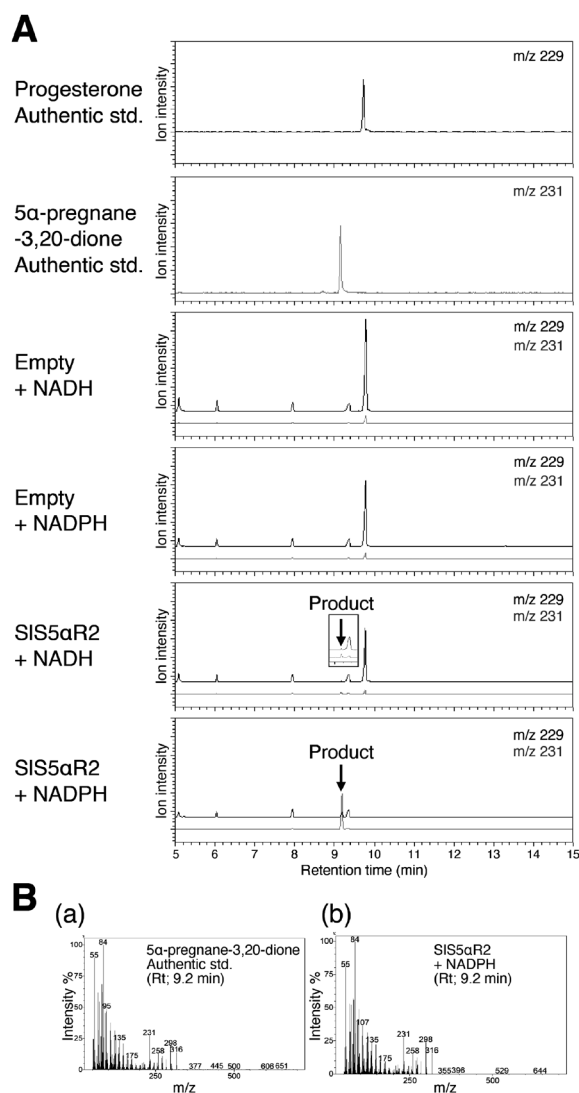 A
Progesterone
Authentic std.
Ion intensity
m/z 229
5α-pregnane
-3,20-dione
Authentic std.
Ion intensity
m/z 231
Empty
+ NADH
Ion intensity
m/z 229
m/z 231
Empty
+ NADPH
Ion intensity
m/z 229
m/z 231
SlS5αR2
+ NADH
Ion intensity
Product
m/z 229
m/z 231
SlS5αR2
+ NADPH
Ion intensity
Product
m/z 229
m/z 231
5 6 7 8 9 10 11 12 13 14 15
Retention time (min)
B
(a)
5α-pregnane-3,20-dione
Authentic std.
(Rt; 9.2 min)
Intensity %
100
75
50
25
0
55 84 95 135 175 231 258 298 316 377 445 500 608 651
250 500
m/z
(b)
SlS5αR2
+ NADPH
(Rt; 9.2 min)
Intensity %
100
75
50
25
0
55 84 107 135 175 231 258 298 316 355 398 529 644
250 500
m/z